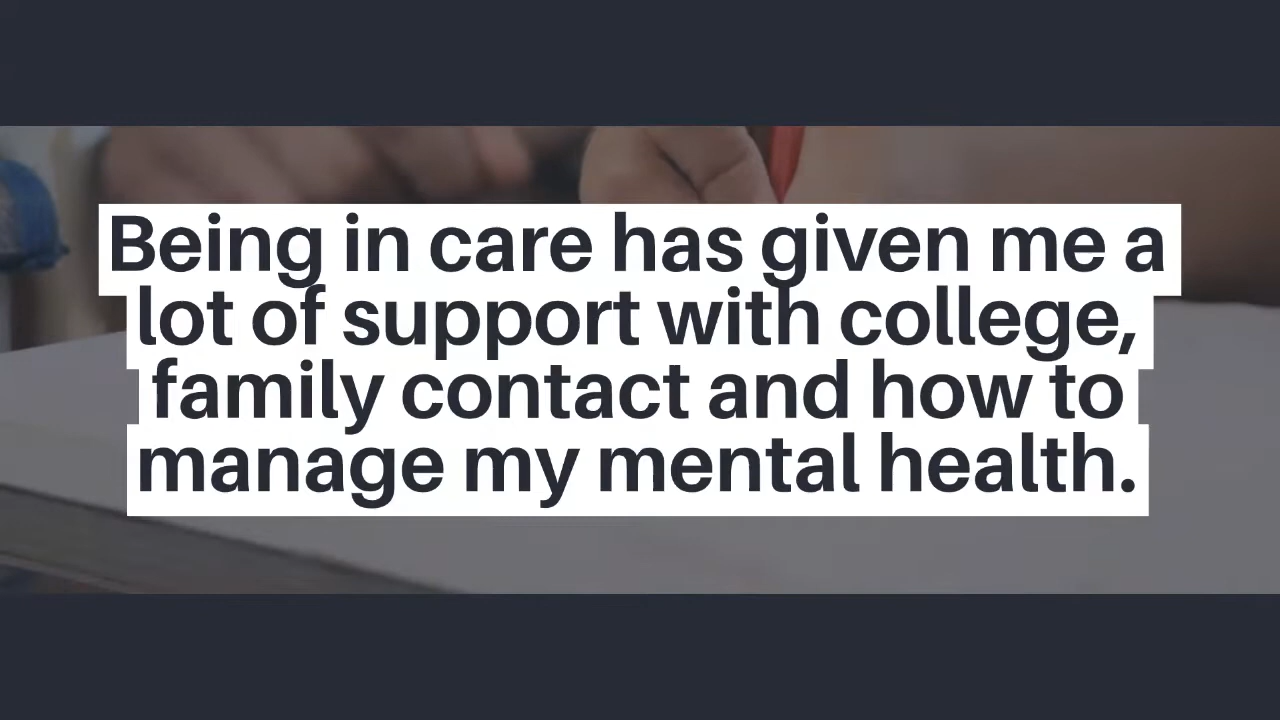 Being in care has given me a
lot of support with college,
family contact and how to
manage my mental health.